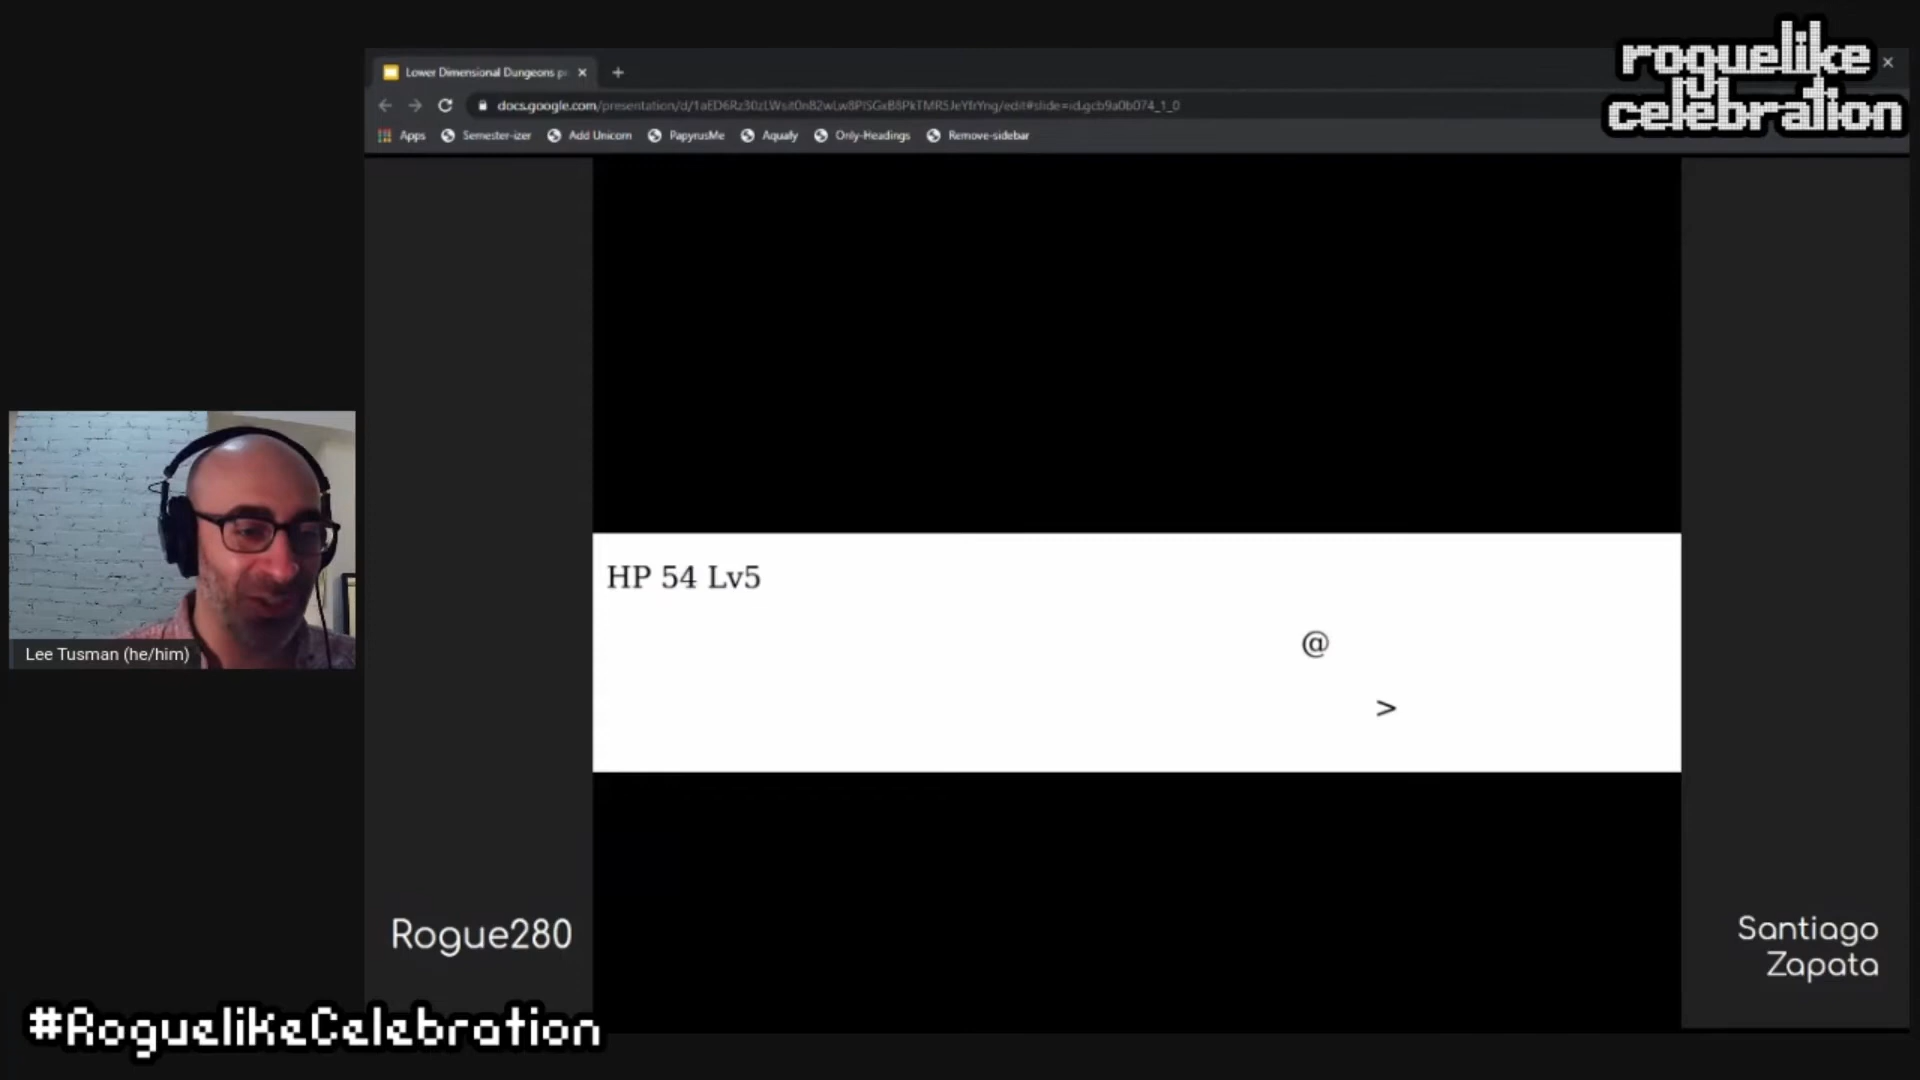 roguelike
celebration
Lower Dimensional Dungeons
docs.google.com
Apps
Semester-izer
Add Unicorn
PapyrusMe
Aquafy
Only-Headings
Remove-sidebar
HP 54 Lv5
@
>
Lee Tusman (he/him)
Rogue280
Santiago
Zapata
#RoguelikeCelebration